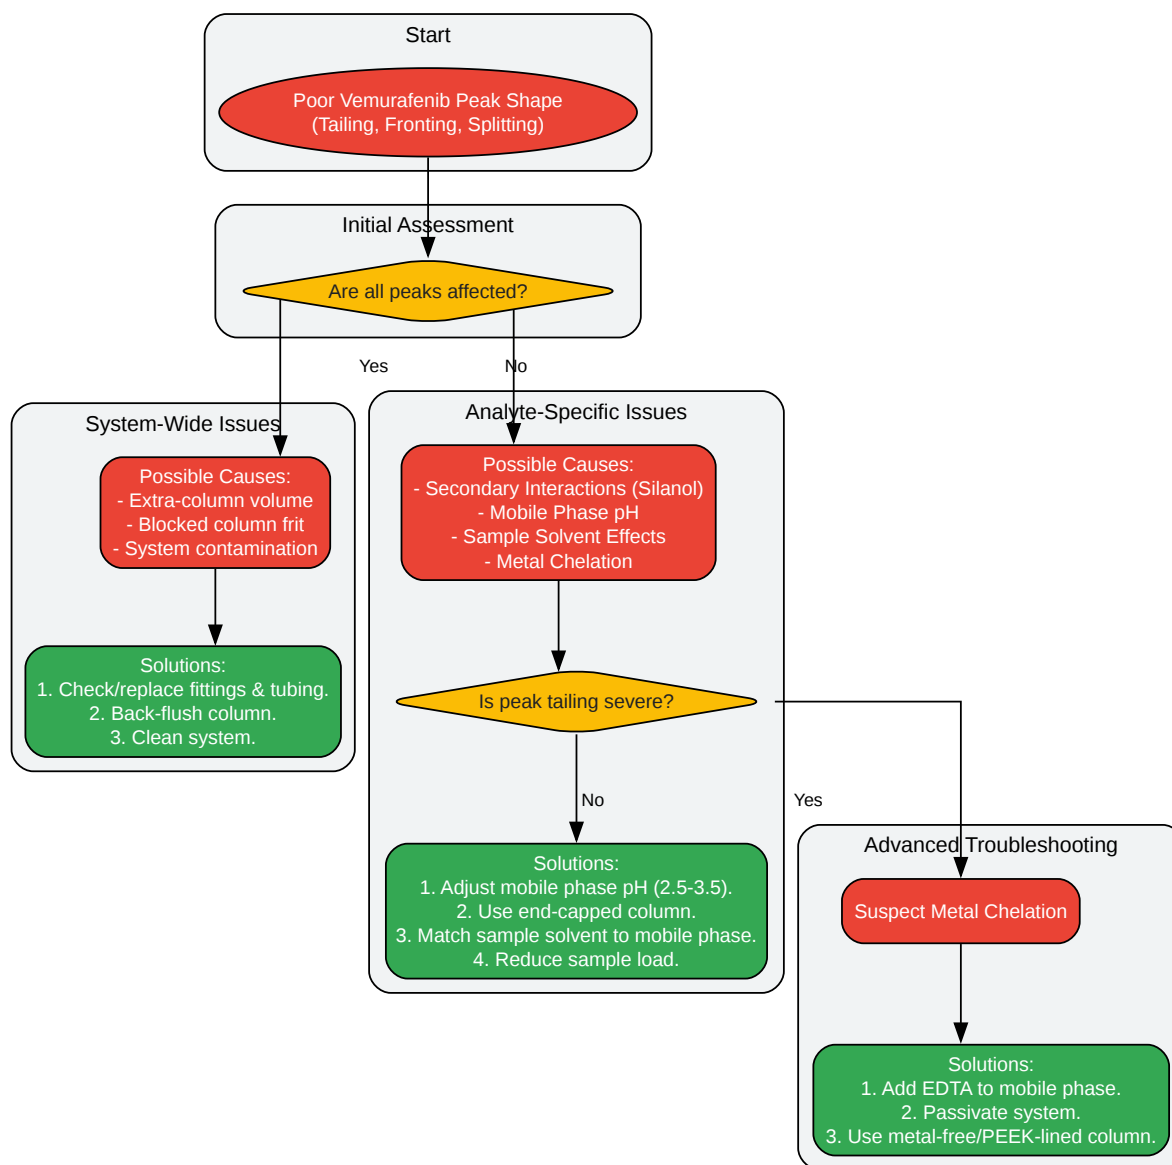 Start
Poor Vemurafenib Peak Shape
(Tailing, Fronting, Splitting)
Initial Assessment
Are all peaks affected?
Yes
No
System-Wide Issues
Possible Causes:
- Extra-column volume
- Blocked column frit
- System contamination
Solutions:
1. Check/replace fittings & tubing.
2. Back-flush column.
3. Clean system.
Analyte-Specific Issues
Possible Causes:
- Secondary Interactions (Silanol)
- Mobile Phase pH
- Sample Solvent Effects
- Metal Chelation
Is peak tailing severe?
No
Yes
Solutions:
1. Adjust mobile phase pH (2.5-3.5).
2. Use end-capped column.
3. Match sample solvent to mobile phase.
4. Reduce sample load.
Advanced Troubleshooting
Suspect Metal Chelation
Solutions:
1. Add EDTA to mobile phase.
2. Passivate system.
3. Use metal-free/PEEK-lined column.